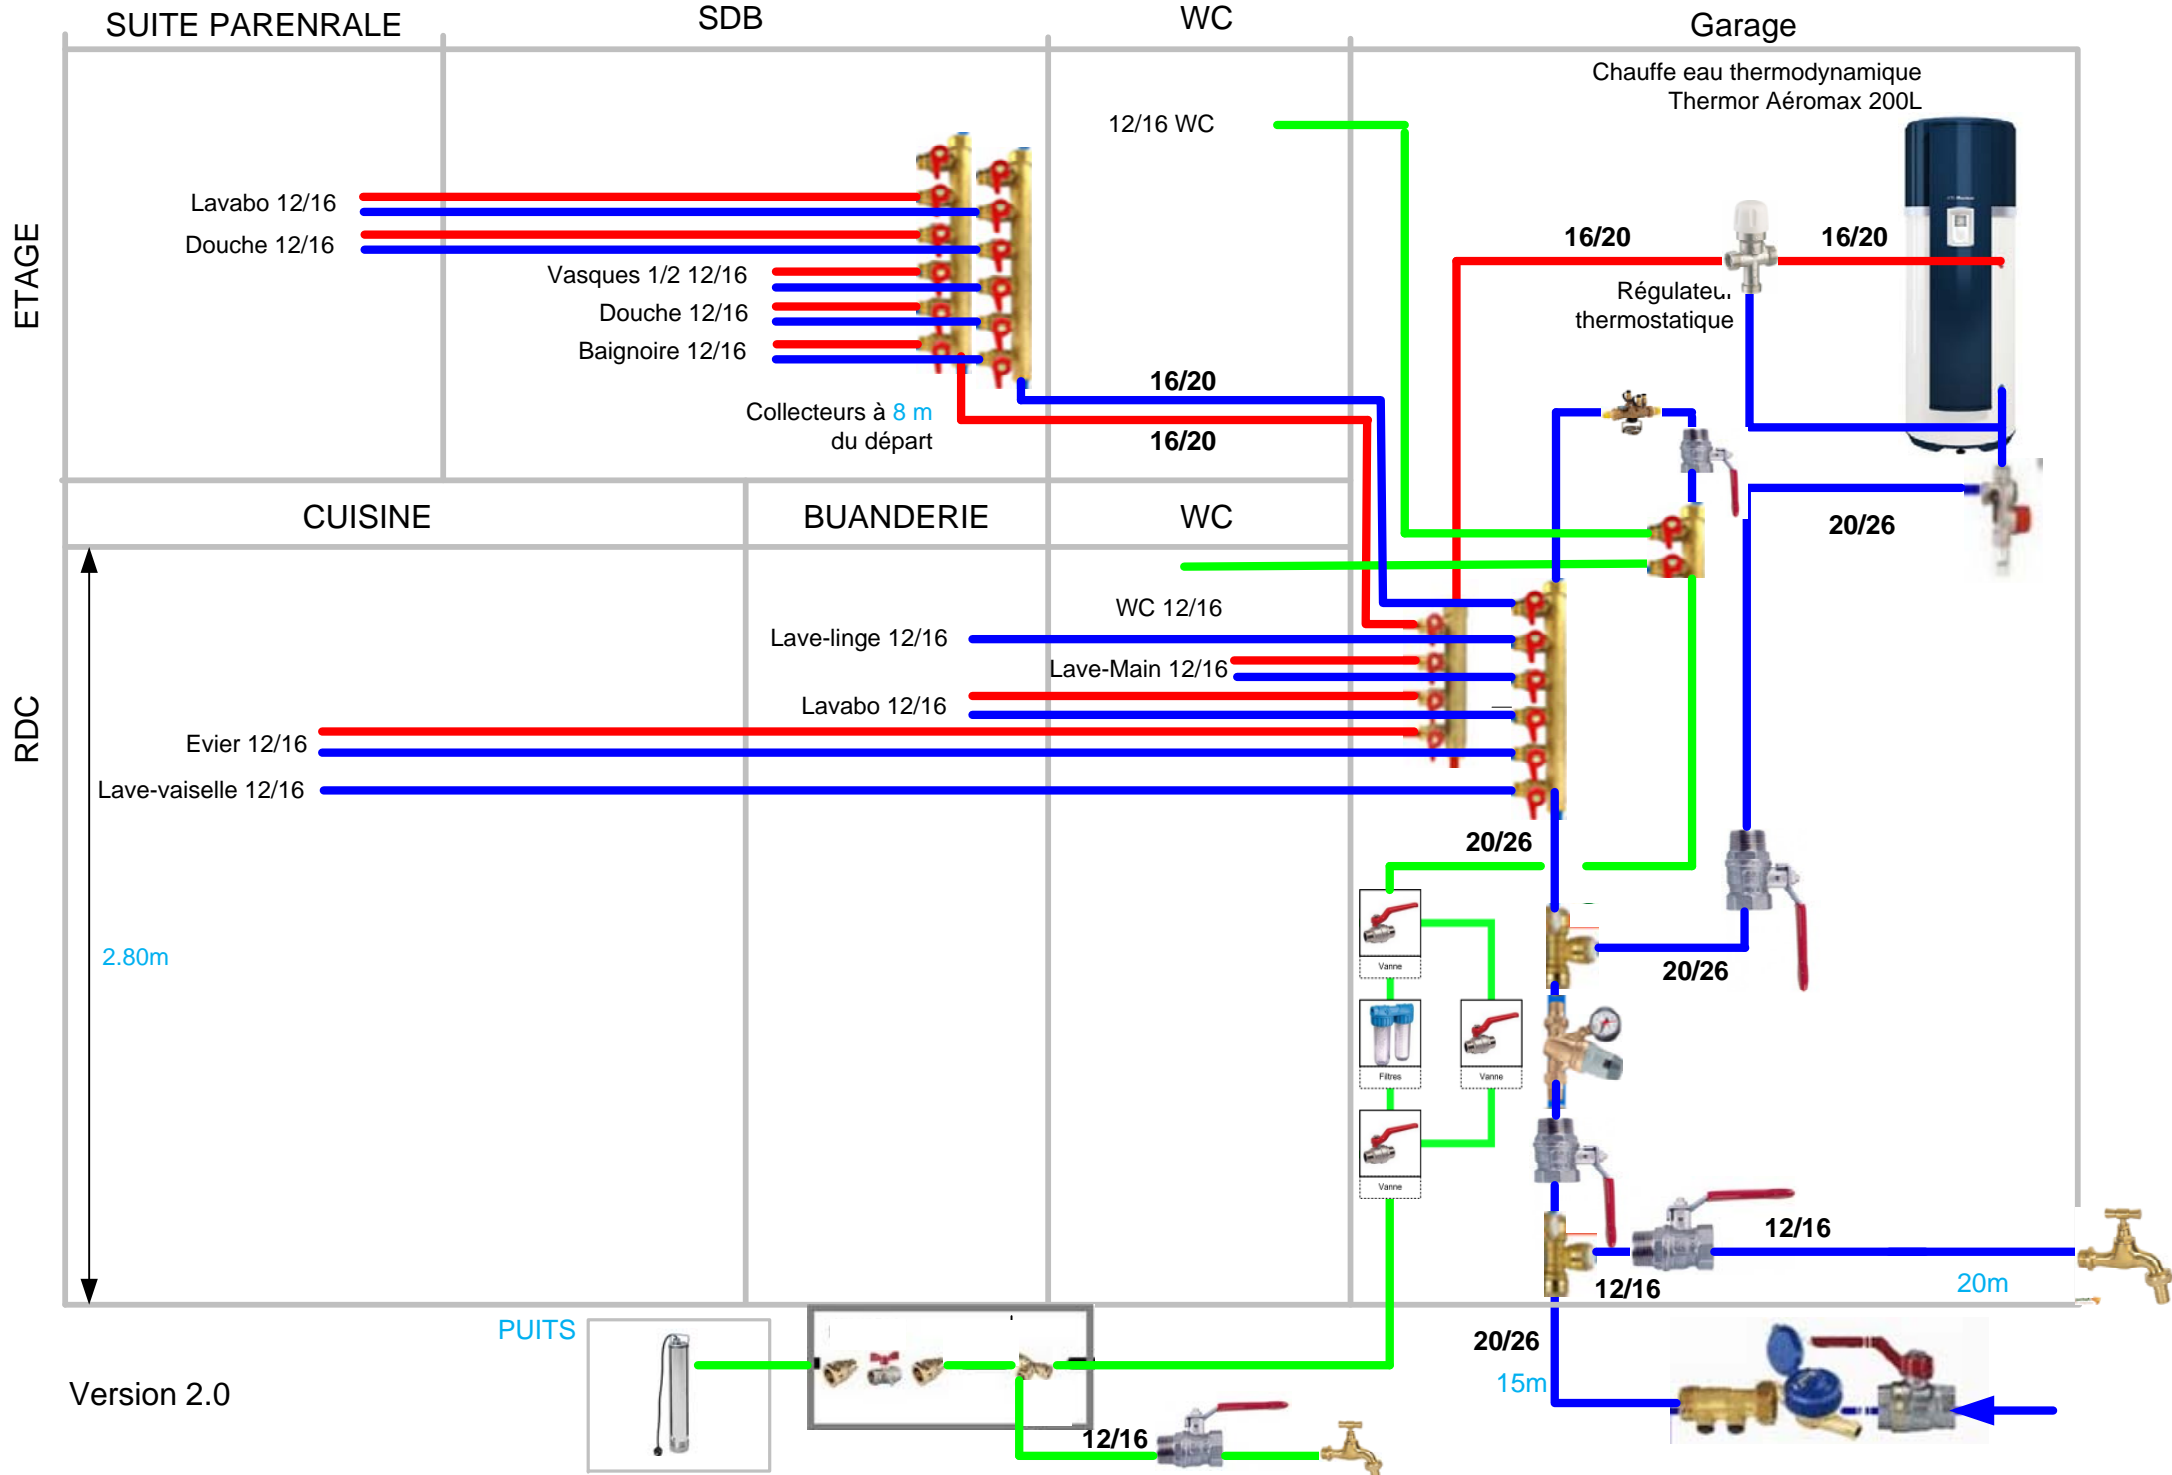 SUITE PARENRALE
SDB
WC
Garage
Chauffe eau thermodynamique
Thermor Aéromax 200L
12/16 WC
ETAGE
Lavabo 12/16
Douche 12/16
Vasques 1/2 12/16
Douche 12/16
Baignoire 12/16
16/20
16/20
Régulateur
thermostatique
16/20
16/20
Collecteurs à 8 m
du départ
CUISINE
BUANDERIE
WC
20/26
WC 12/16
Lave-linge 12/16
Lave-Main 12/16
Lavabo 12/16
RDC
Evier 12/16
Lave-vaiselle 12/16
20/26
2.80m
Vanne
20/26
Filtres
Vanne
Vanne
12/16
12/16
20m
PUITS
20/26
15m
Version 2.0
12/16